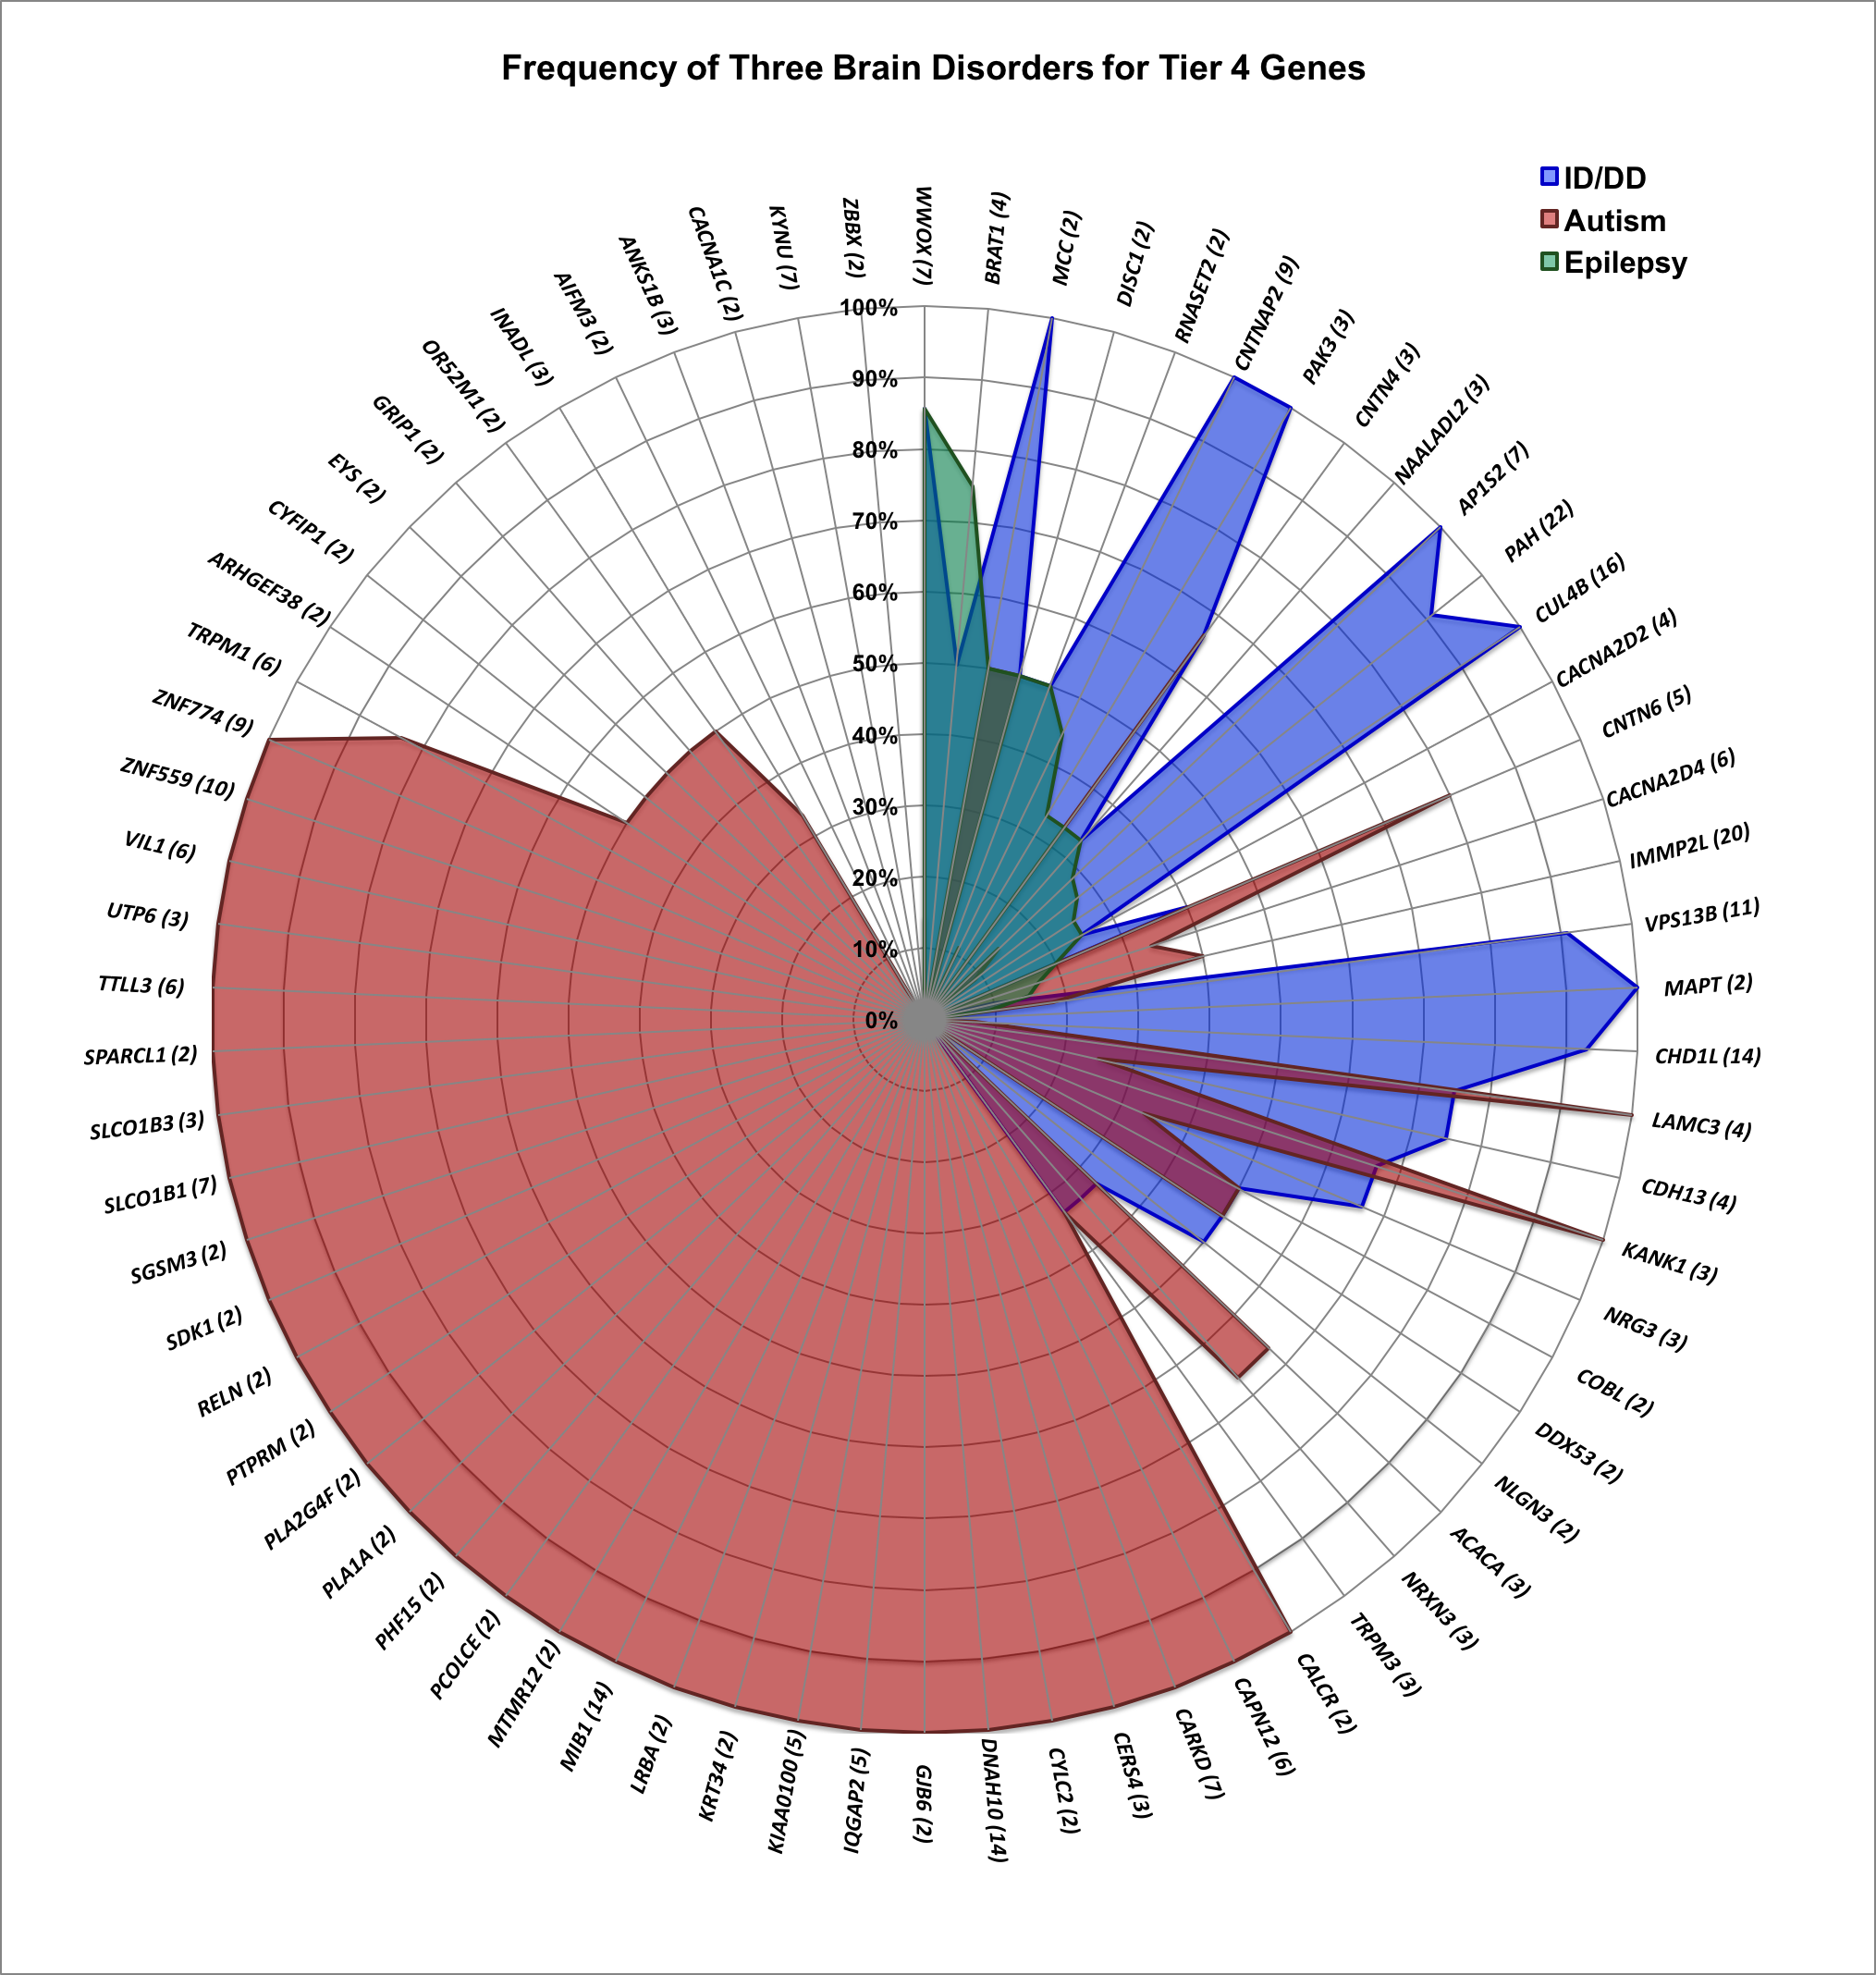 Frequency of Three Brain Disorders for Tier 4 Genes
ID/DD
Autism
Epilepsy
100%
90%
80%
70%
60%
50%
40%
30%
20%
10%
0%
WWOX (7)
BRAT1 (4)
MCC (2)
DISC1 (2)
RNASET2 (2)
CNTNAP2 (9)
PAK3 (3)
CNTN4 (3)
NAALADL2 (3)
AP1S2 (7)
PAH (22)
CUL4B (16)
CACNA2D2 (4)
CNTN6 (5)
CACNA2D4 (6)
IMMP2L (20)
VPS13B (11)
MAPT (2)
CHD1L (14)
LAMC3 (4)
CDH13 (4)
KANK1 (3)
NRG3 (3)
COBL (2)
DDX53 (2)
NLGN3 (2)
ACACA (3)
NRXN3 (3)
TRPM3 (3)
CALCR (2)
CAPN12 (6)
CARKD (7)
CERS4 (3)
CYLC2 (2)
DNAH10 (14)
GJB6 (2)
IQGAP2 (5)
KIAA0100 (5)
KRT34 (2)
LRBA (2)
MIB1 (14)
MTMR12 (2)
PCOLCE (2)
PHF15 (2)
PLA1A (2)
PLA2G4F (2)
PTPRM (2)
RELN (2)
SDK1 (2)
SGSM3 (2)
SLCO1B1 (7)
SLCO1B3 (3)
SPARCL1 (2)
TTLL3 (6)
UTP6 (3)
VIL1 (6)
ZNF559 (10)
ZNF774 (9)
TRPM1 (6)
ARHGEF38 (2)
CYFIP1 (2)
EYS (2)
GRIP1 (2)
OR52M1 (2)
INADL (3)
AIFM3 (2)
ANKS1B (3)
CACNA1C (2)
KYNU (7)
ZBBX (2)